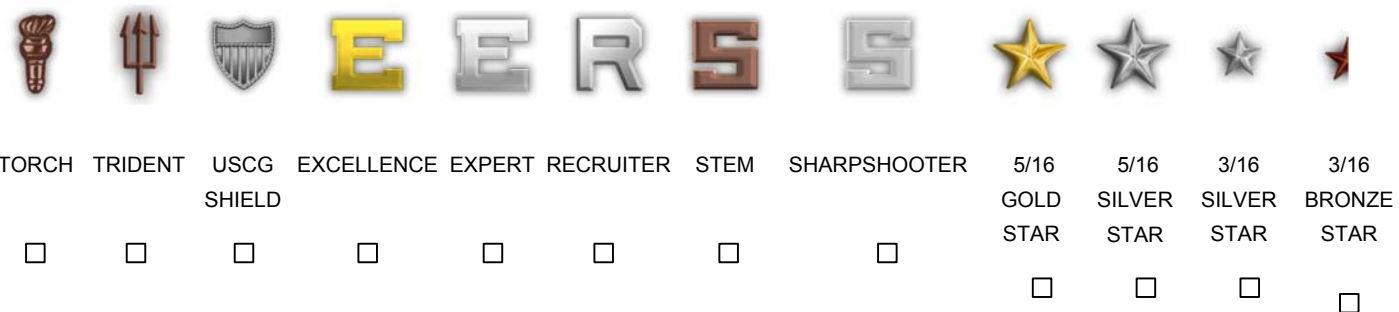 E E R S S
TORCH TRIDENT USCG EXCELLENCE EXPERT RECRUITER STEM SHARPSHOOTER 5/16 5/16 3/16 3/16
SHIELD GOLD SILVER SILVER BRONZE
STAR STAR STAR STAR